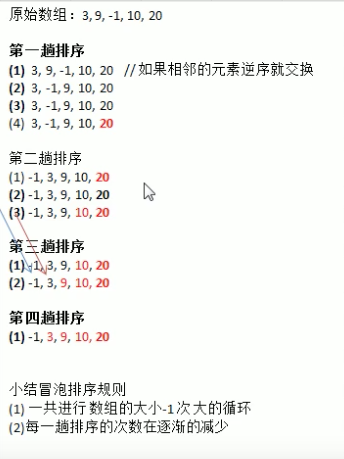 原始数组：3, 9, -1, 10, 20
第一趟排序
(1) 3, 9, -1, 10, 20 //如果相邻的元素逆序就交换
(2) 3, -1, 9, 10, 20
(3) 3, -1, 9, 10, 20
(4) 3, -1, 9, 10, 20
第二趟排序
(1) -1, 3, 9, 10, 20
(2) -1, 3, 9, 10, 20
(3) -1, 3, 9, 10, 20
第三趟排序
(1) -1, 3, 9, 10, 20
(2) -1, 3, 9, 10, 20
第四趟排序
(1) -1, 3, 9, 10, 20
小结冒泡排序规则
(1) 一共进行 数组的大小-1 次 大的循环
(2)每一趟排序的次数在逐渐的减少